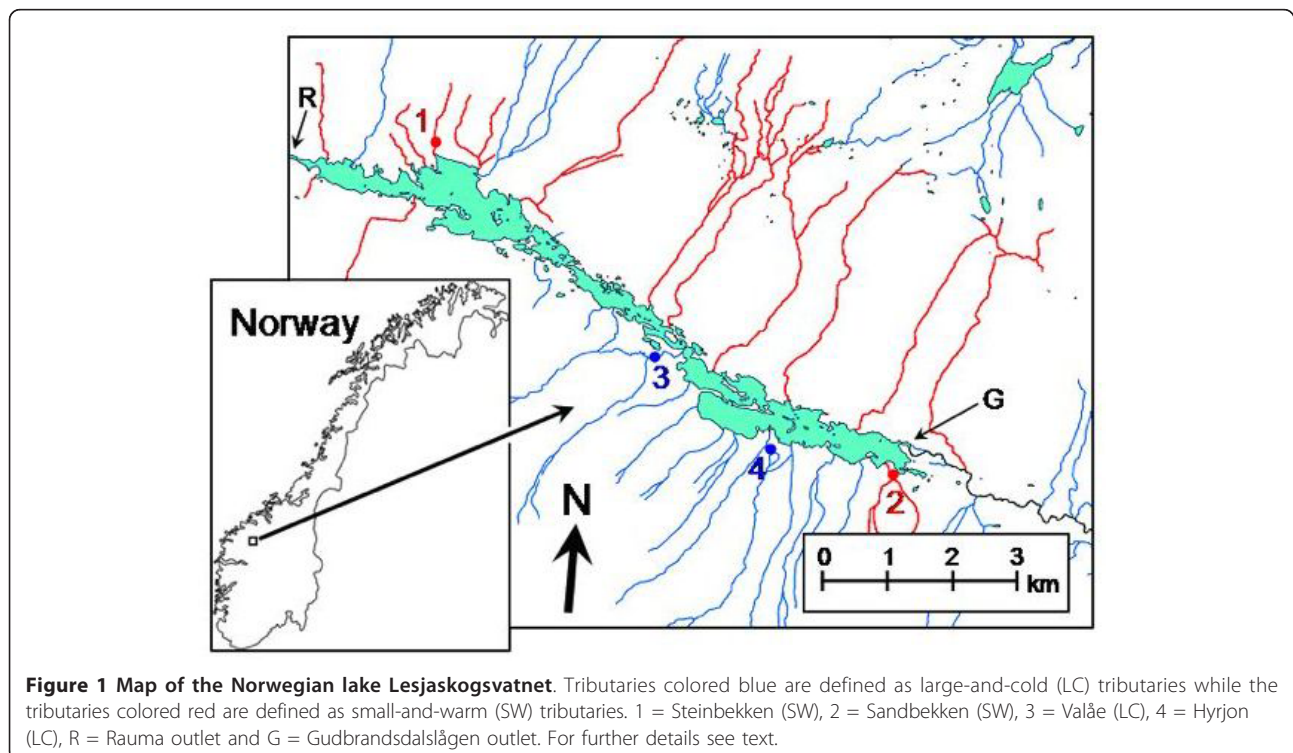 R
1
Norway
3
G
4
2
N
0 1 2 3
km
Figure 1 Map of the Norwegian lake Lesjaskogsvatnet. Tributaries colored blue are defined as large-and-cold (LC) tributaries while the
tributaries colored red are defined as small-and-warm (SW) tributaries. 1 = Steinbekken (SW), 2 = Sandbekken (SW), 3 = Valåe (LC), 4 = Hyrjon
(LC), R = Rauma outlet and G = Gudbrandsdalslågen outlet. For further details see text.